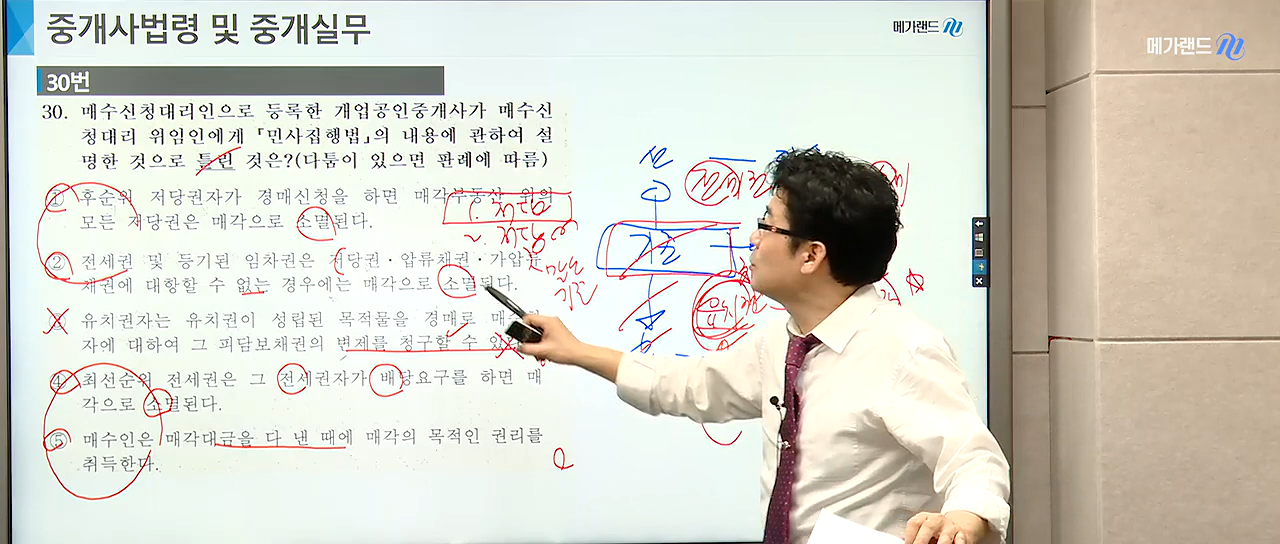 중개사법령 및 중개실무
메가랜드
메가랜드
30번
30. 매수신청대리인으로 등록한 개업공인중개사가 매수신
청대리 위임인에게 「민사집행법」의 내용에 관하여 설
명한 것으로 틀린 것은?(다툼이 있으면 판례에 따름)
① 후순위 저당권자가 경매신청을 하면 매각부동산 위의
모든 저당권은 매각으로 소멸된다.
② 전세권 및 등기된 임차권은 저당권·압류채권·가압류
채권에 대항할 수 없는 경우에는 매각으로 소멸된다.
유치권자는 유치권이 성립된 목적물을 경매로
자에 대하여 그 피담보채권의 변제를 청구할 수
④ 최선순위 전세권은 그 전세권자가 배당요구를 하면 매
각으로 소멸된다.
⑤ 매수인은 매각대금을 다 낸 때에 매각의 목적인 권리를
취득한다.
1. 저당
2. 저당
기준